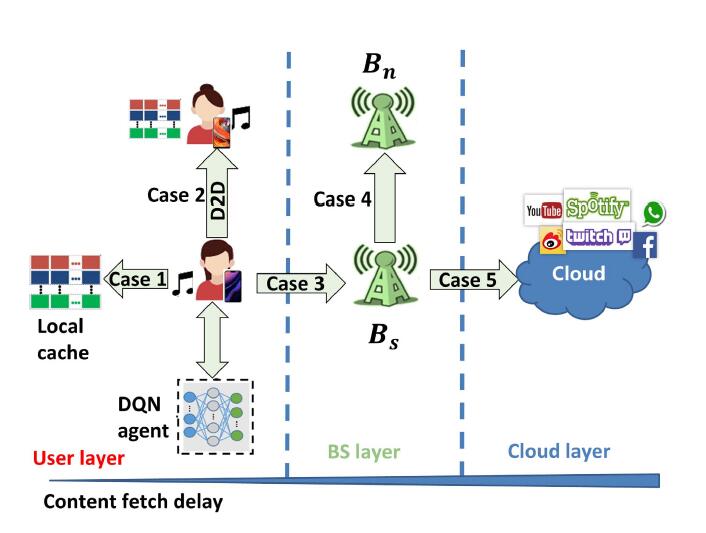 B_n
Case 2
D2D
Case 4
YouTube
Spotify
twitch
f
Cloud
Case 1
Case 3
Case 5
Local
cache
B_s
DQN
agent
User layer
BS layer
Cloud layer
Content fetch delay